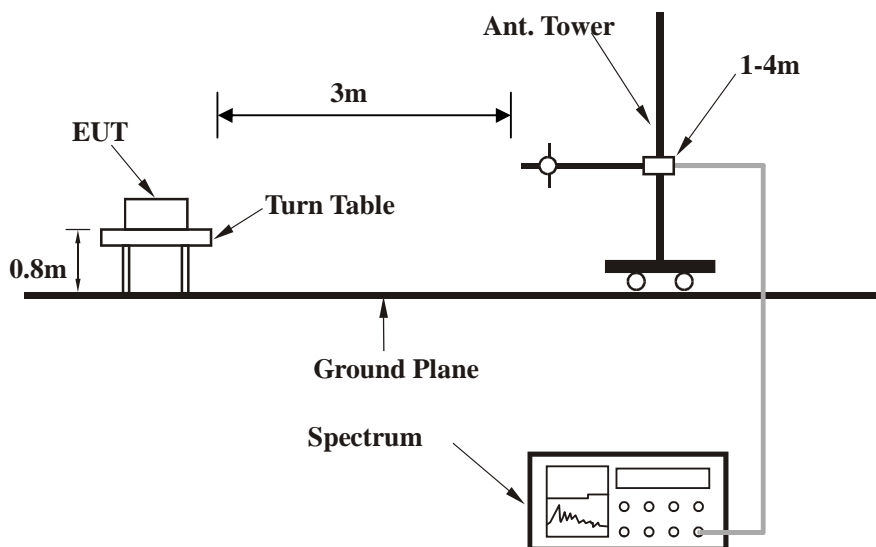 Ant. Tower
1-4m
3m
EUT
Turn Table
0.8m
Ground Plane
Spectrum